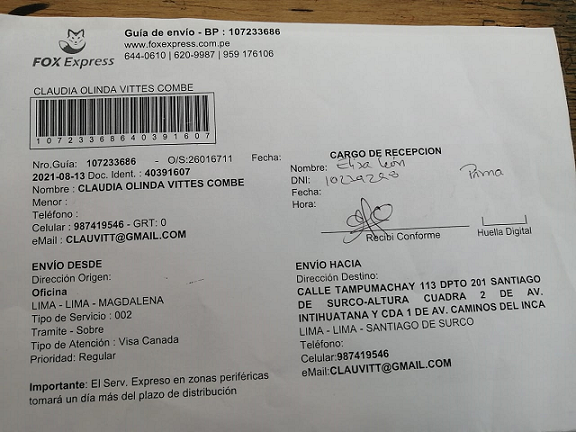 FOX Express
Guía de envío - BP : 107233686
www.foxexpress.com.pe
644-0610 | 620-9987 | 959 176106
CLAUDIA OLINDA VITTES COMBE
10723368640391607
Nro.Guía: 107233686 - O/S:26016711 Fecha:
2021-08-13 Doc. Ident. : 40391607
Nombre : CLAUDIA OLINDA VITTES COMBE
Menor :
Teléfono :
Celular : 987419546 - GRT: 0
eMail : CLAUVITT@GMAIL.COM
CARGO DE RECEPCION
Nombre: Elisa León
DNI:
Fecha:
Hora:
Recibi Conforme
Huella Digital
ENVÍO DESDE
Dirección Origen:
Oficina
LIMA - LIMA - MAGDALENA
Tipo de Servicio : 002
Tramite - Sobre
Tipo de Atención : Visa Canada
Prioridad: Regular
Importante: El Serv. Expreso en zonas periféricas
tomará un día más del plazo de distribución
ENVÍO HACIA
Dirección Destino:
CALLE TAMPUMACHAY 113 DPTO 201 SANTIAGO
DE SURCO-ALTURA CUADRA 2 DE AV.
INTIHUATANA Y CDA 1 DE AV. CAMINOS DEL INCA
LIMA - LIMA - SANTIAGO DE SURCO
Teléfono:
Celular:987419546
eMail:CLAUVITT@GMAIL.COM